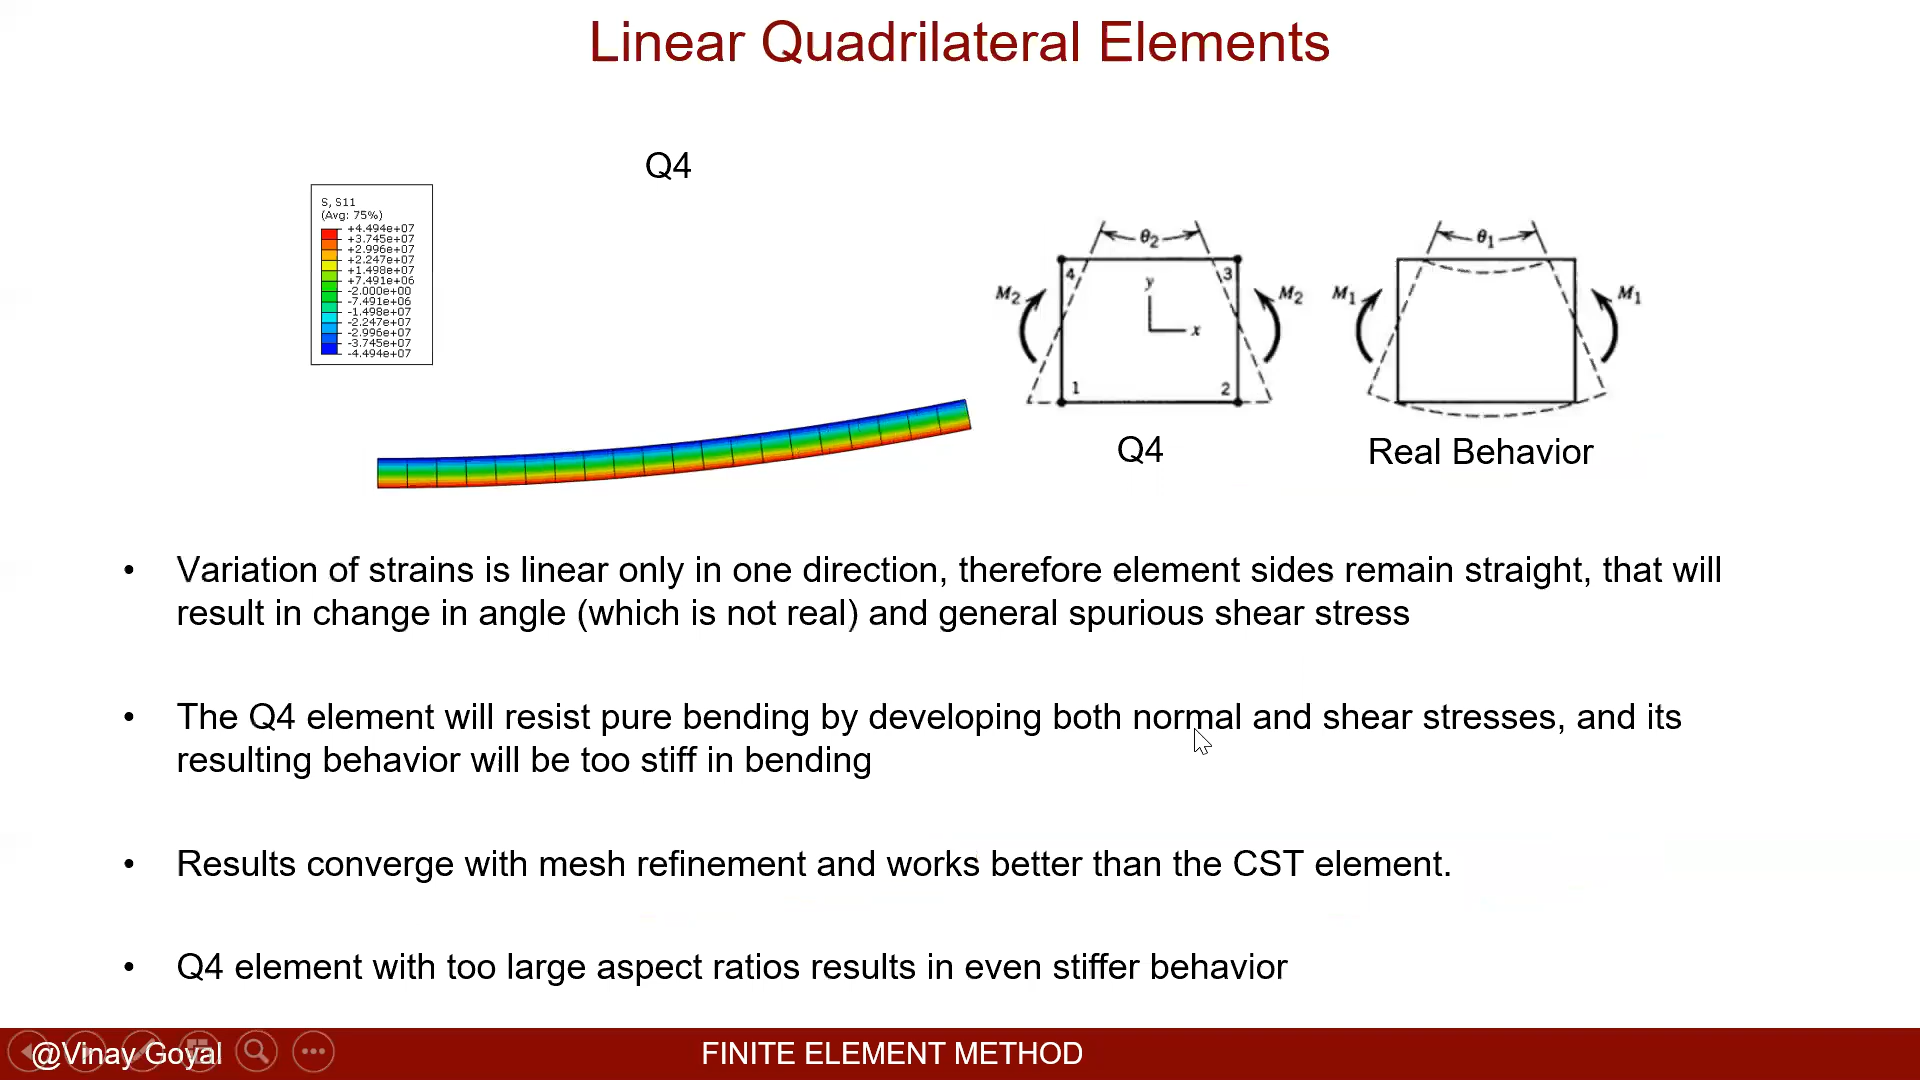 Linear Quadrilateral Elements
Q4
S, S11
(Avg: 75%)
+4.494e+07
+3.745e+07
+2.996e+07
+2.247e+07
+1.498e+07
+7.491e+06
-2.000e+00
-7.491e+06
-1.498e+07
-2.247e+07
-2.996e+07
-3.745e+07
-4.494e+07
θ2
4
3
y
x
M2
M2
1
2
Q4
θ1
M1
M1
Real Behavior
• Variation of strains is linear only in one direction, therefore element sides remain straight, that will
result in change in angle (which is not real) and general spurious shear stress
• The Q4 element will resist pure bending by developing both normal and shear stresses, and its
resulting behavior will be too stiff in bending
• Results converge with mesh refinement and works better than the CST element.
• Q4 element with too large aspect ratios results in even stiffer behavior
@Vinay Goyal
FINITE ELEMENT METHOD